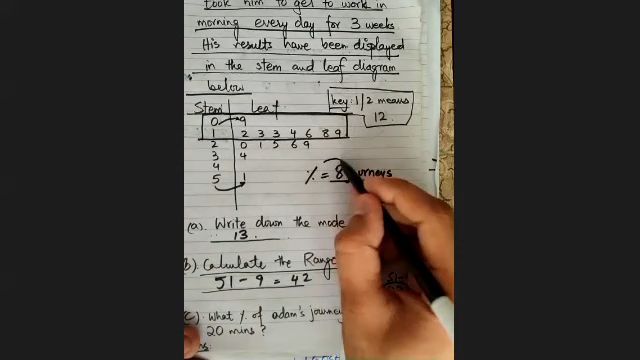 took him to get to work in
morning every day for 3 weeks
His results have been displayed
in the stem and leaf diagram
below
key: 1/2 means
12.
Stem Leaf
0 9
1 2 3 3 4 6 8 9
2 0 1 5 6 9
3 4
4
5 1
% = 8 journeys
(a). Write down the mode
13
b) Calculate the Range
51 - 9 = 42
(C). What % of adam's journey
20 mins?